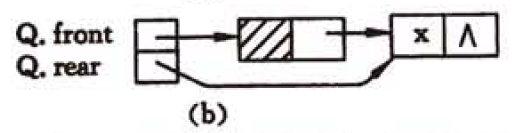 Q. front
x ∧
Q. rear
(b)